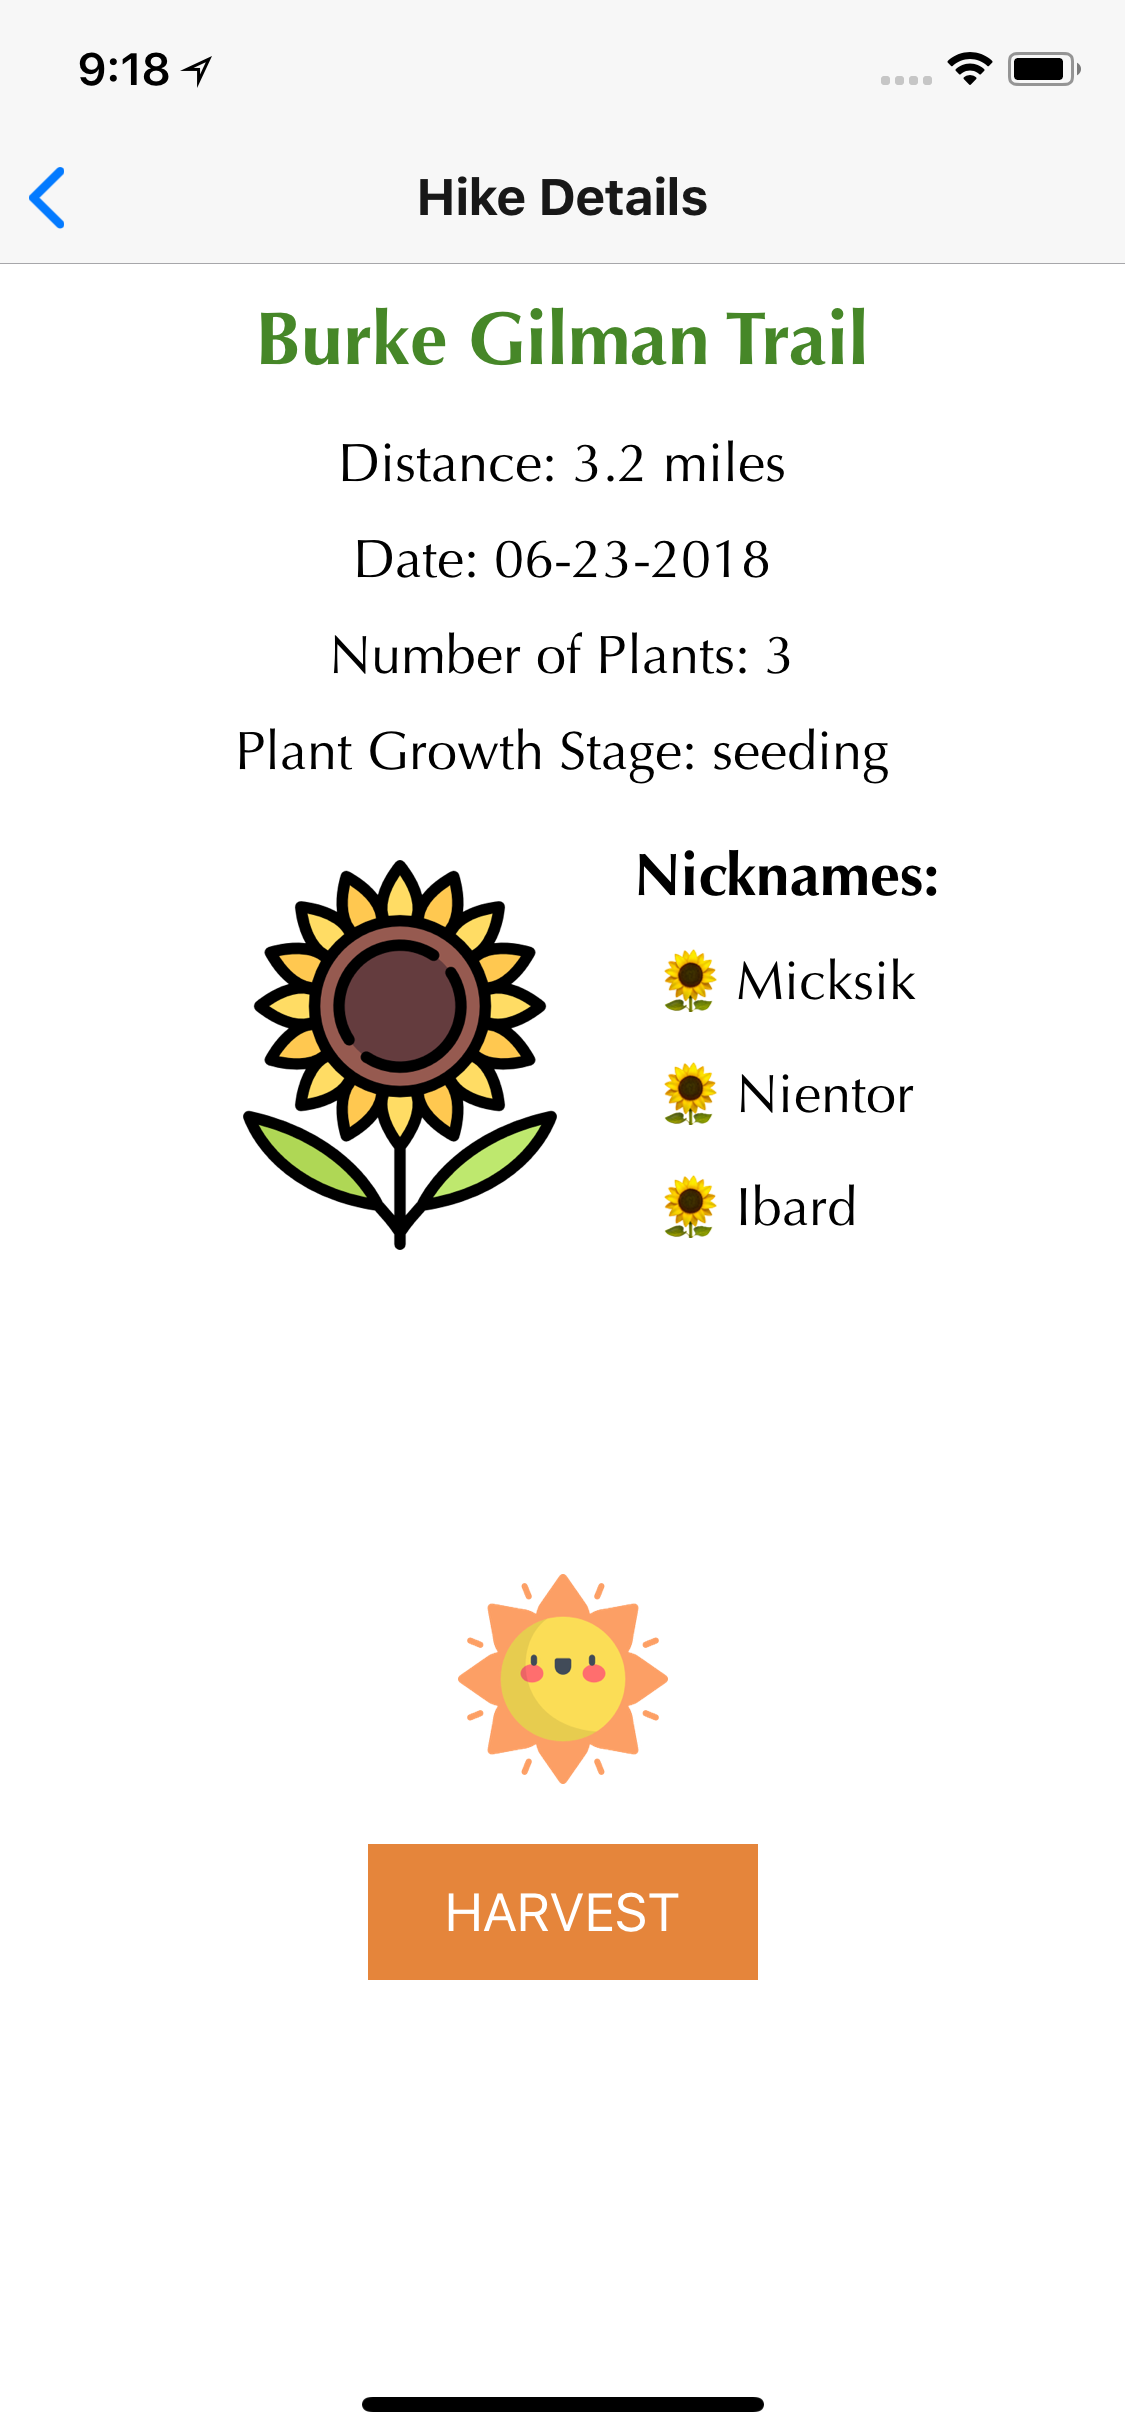 9:18
Hike Details
Burke Gilman Trail
Distance: 3.2 miles
Date: 06-23-2018
Number of Plants: 3
Plant Growth Stage: seeding
Nicknames:
🌻 Micksik
🌻 Nientor
🌻 Ibard
HARVEST